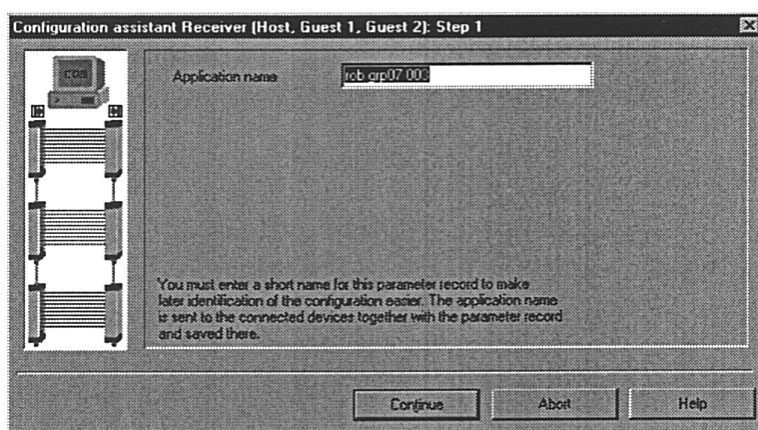 Configuration assistant Receiver (Host, Guest 1, Guest 2): Step 1
CDS
Application name
rob grp07 003
You must enter a short name for this parameter record to make
later identification of the configuration easier. The application name
is sent to the connected devices together with the parameter record
and saved there.
Continue
Abort
Help